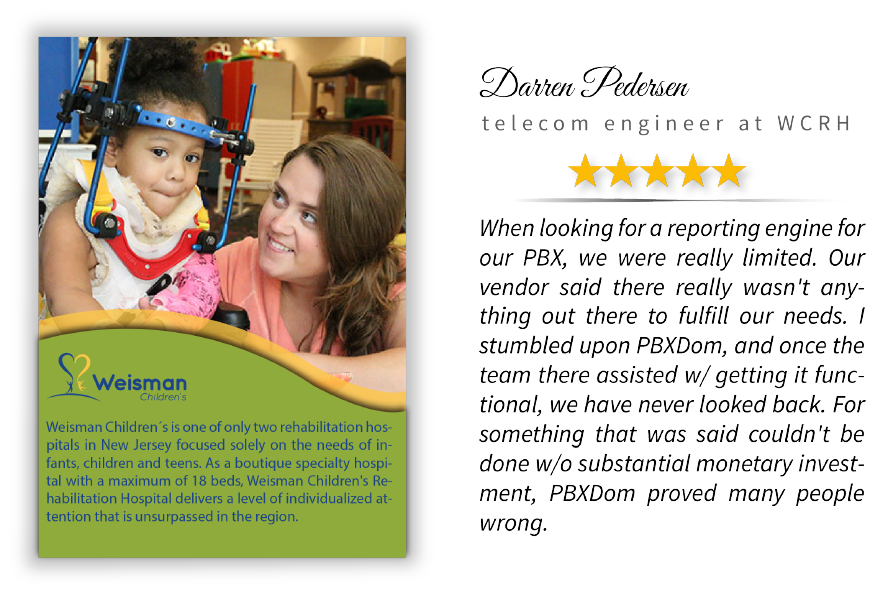 Weisman
Children's
Weisman Children´s is one of only two rehabilitation hos-
pitals in New Jersey focused solely on the needs of in-
fants, children and teens. As a boutique specialty hospi-
tal with a maximum of 18 beds, Weisman Children's Re-
habilitation Hospital delivers a level of individualized at-
tention that is unsurpassed in the region.
Darren Pedersen
telecom engineer at WCRH
When looking for a reporting engine for
our PBX, we were really limited. Our
vendor said there really wasn't any-
thing out there to fulfill our needs. I
stumbled upon PBXDom, and once the
team there assisted w/ getting it func-
tional, we have never looked back. For
something that was said couldn't be
done w/o substantial monetary invest-
ment, PBXDom proved many people
wrong.